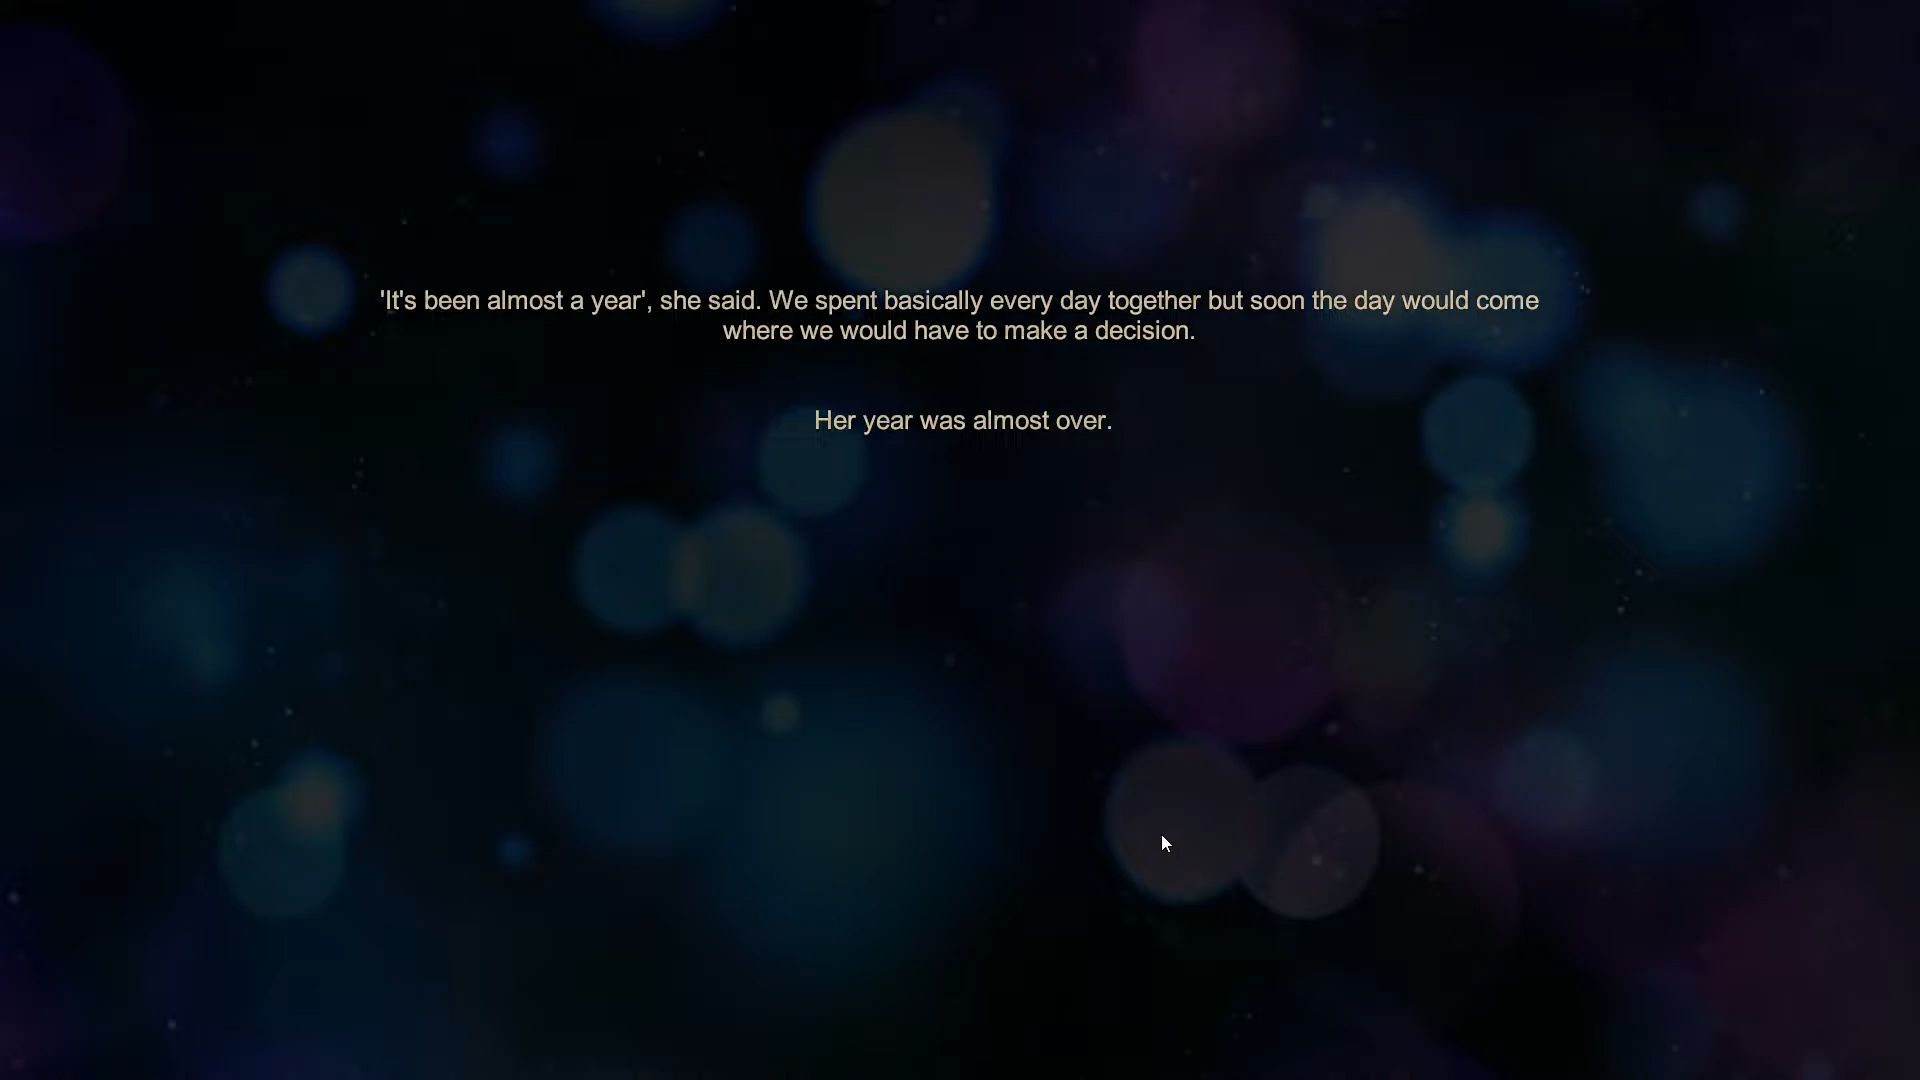 'It's been almost a year', she said. We spent basically every day together but soon the day would come
where we would have to make a decision.
Her year was almost over.